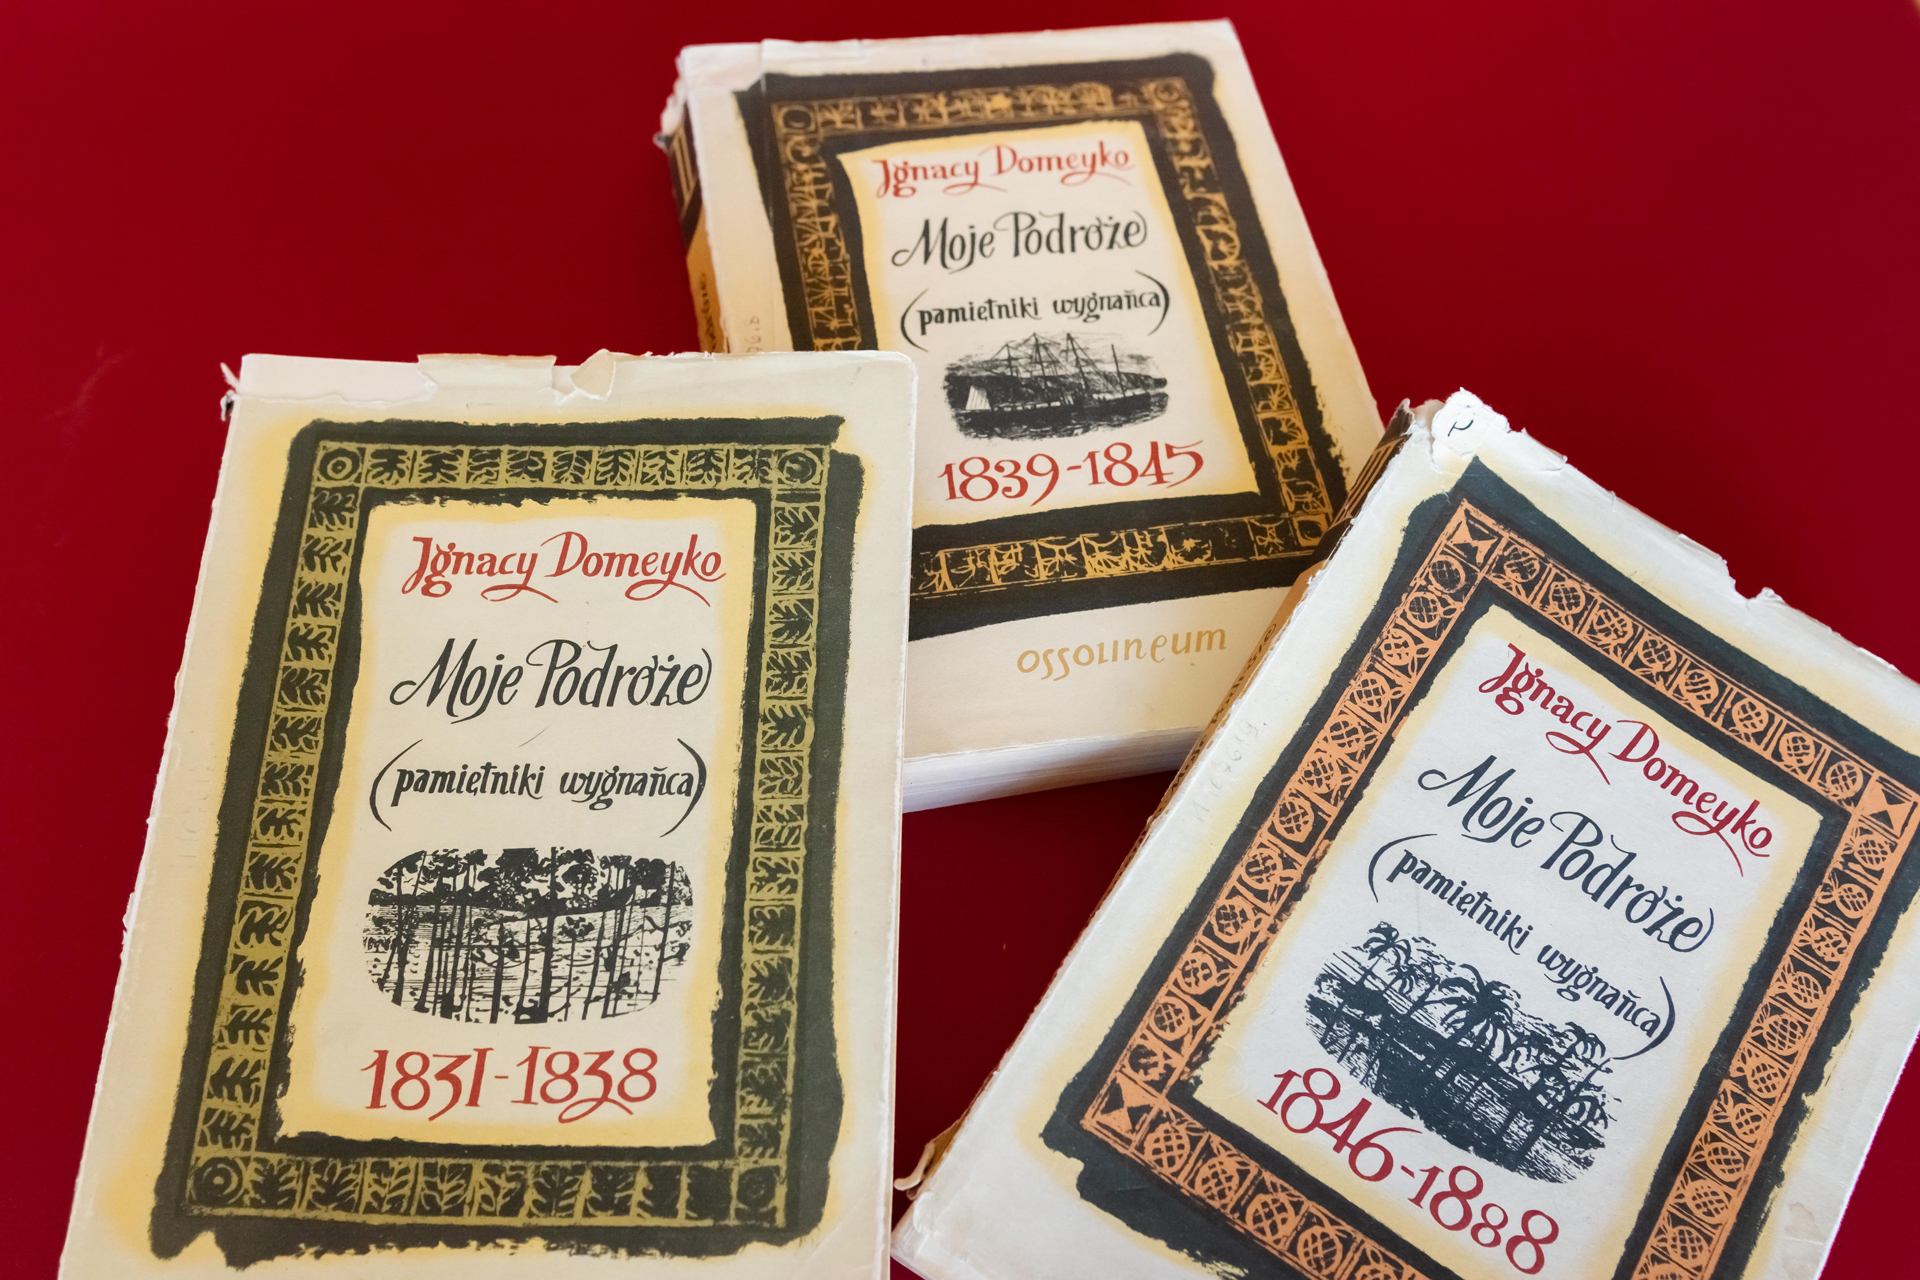 Ignacy Domeyko
Moje Podróże
(pamiętniki wygnańca)
1831-1838
Ignacy Domeyko
Moje Podróże
(pamiętniki wygnańca)
1839-1845
ossolineum
Ignacy Domeyko
Moje Podróże
(pamiętniki wygnańca)
1846-1888